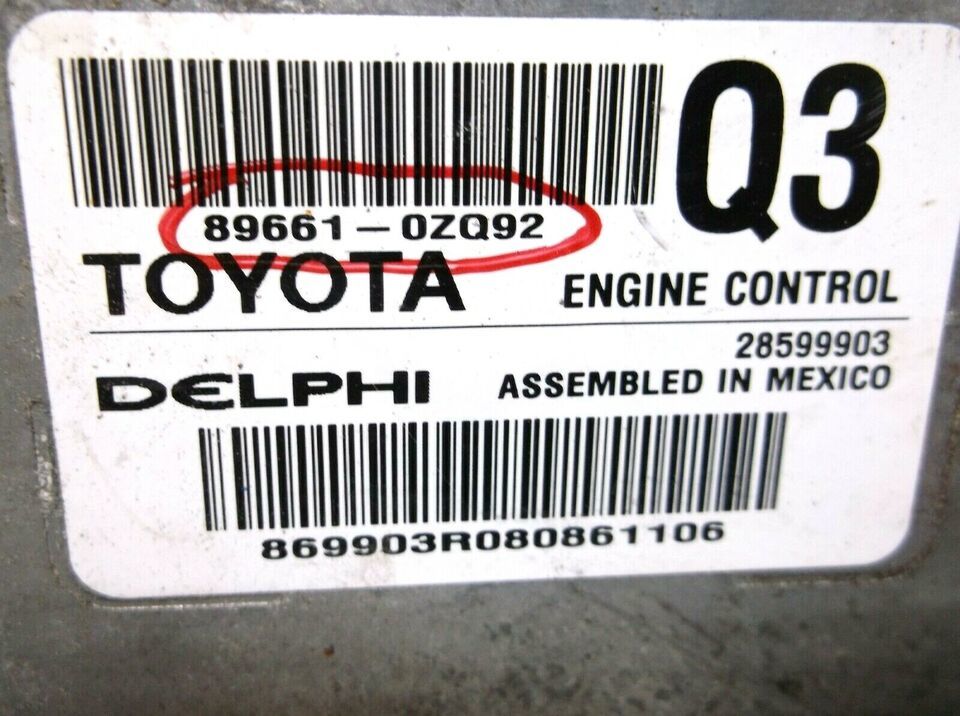 Q3
89661-0ZQ92
TOYOTA ENGINE CONTROL
28599903
DELPHI ASSEMBLED IN MEXICO
869903R080861106